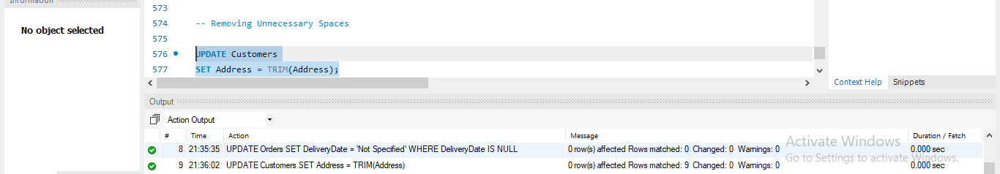 Information
No object selected
573
574 -- Removing Unnecessary Spaces
575
576 UPDATE Customers
577 SET Address = TRIM(Address);
Context Help Snippets
Output
Action Output
# Time Action Message Duration / Fetch
8 21:35:35 UPDATE Orders SET DeliveryDate = 'Not Specified' WHERE DeliveryDate IS NULL 0 row(s) affected Rows matched: 0 Changed: 0 Warnings: 0 0.000 sec
9 21:36:02 UPDATE Customers SET Address = TRIM(Address) 0 row(s) affected Rows matched: 9 Changed: 0 Warnings: 0 0.000 sec
Activate Windows
Go to Settings to activate Windows.